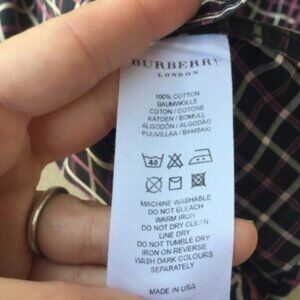 BURBERRY
LONDON
100% COTTON
BAUMWOLLE
COTON / COTONE
KATOEN / BOMULL
ALGODÓN / ALGODÃO
PUUVILLAA / BAMBAKI
40
MACHINE WASHABLE
DO NOT BLEACH
WARM IRON
DO NOT DRY CLEAN
LINE DRY
DO NOT TUMBLE DRY
IRON ON REVERSE
WASH DARK COLOURS
SEPARATELY
MADE IN USA